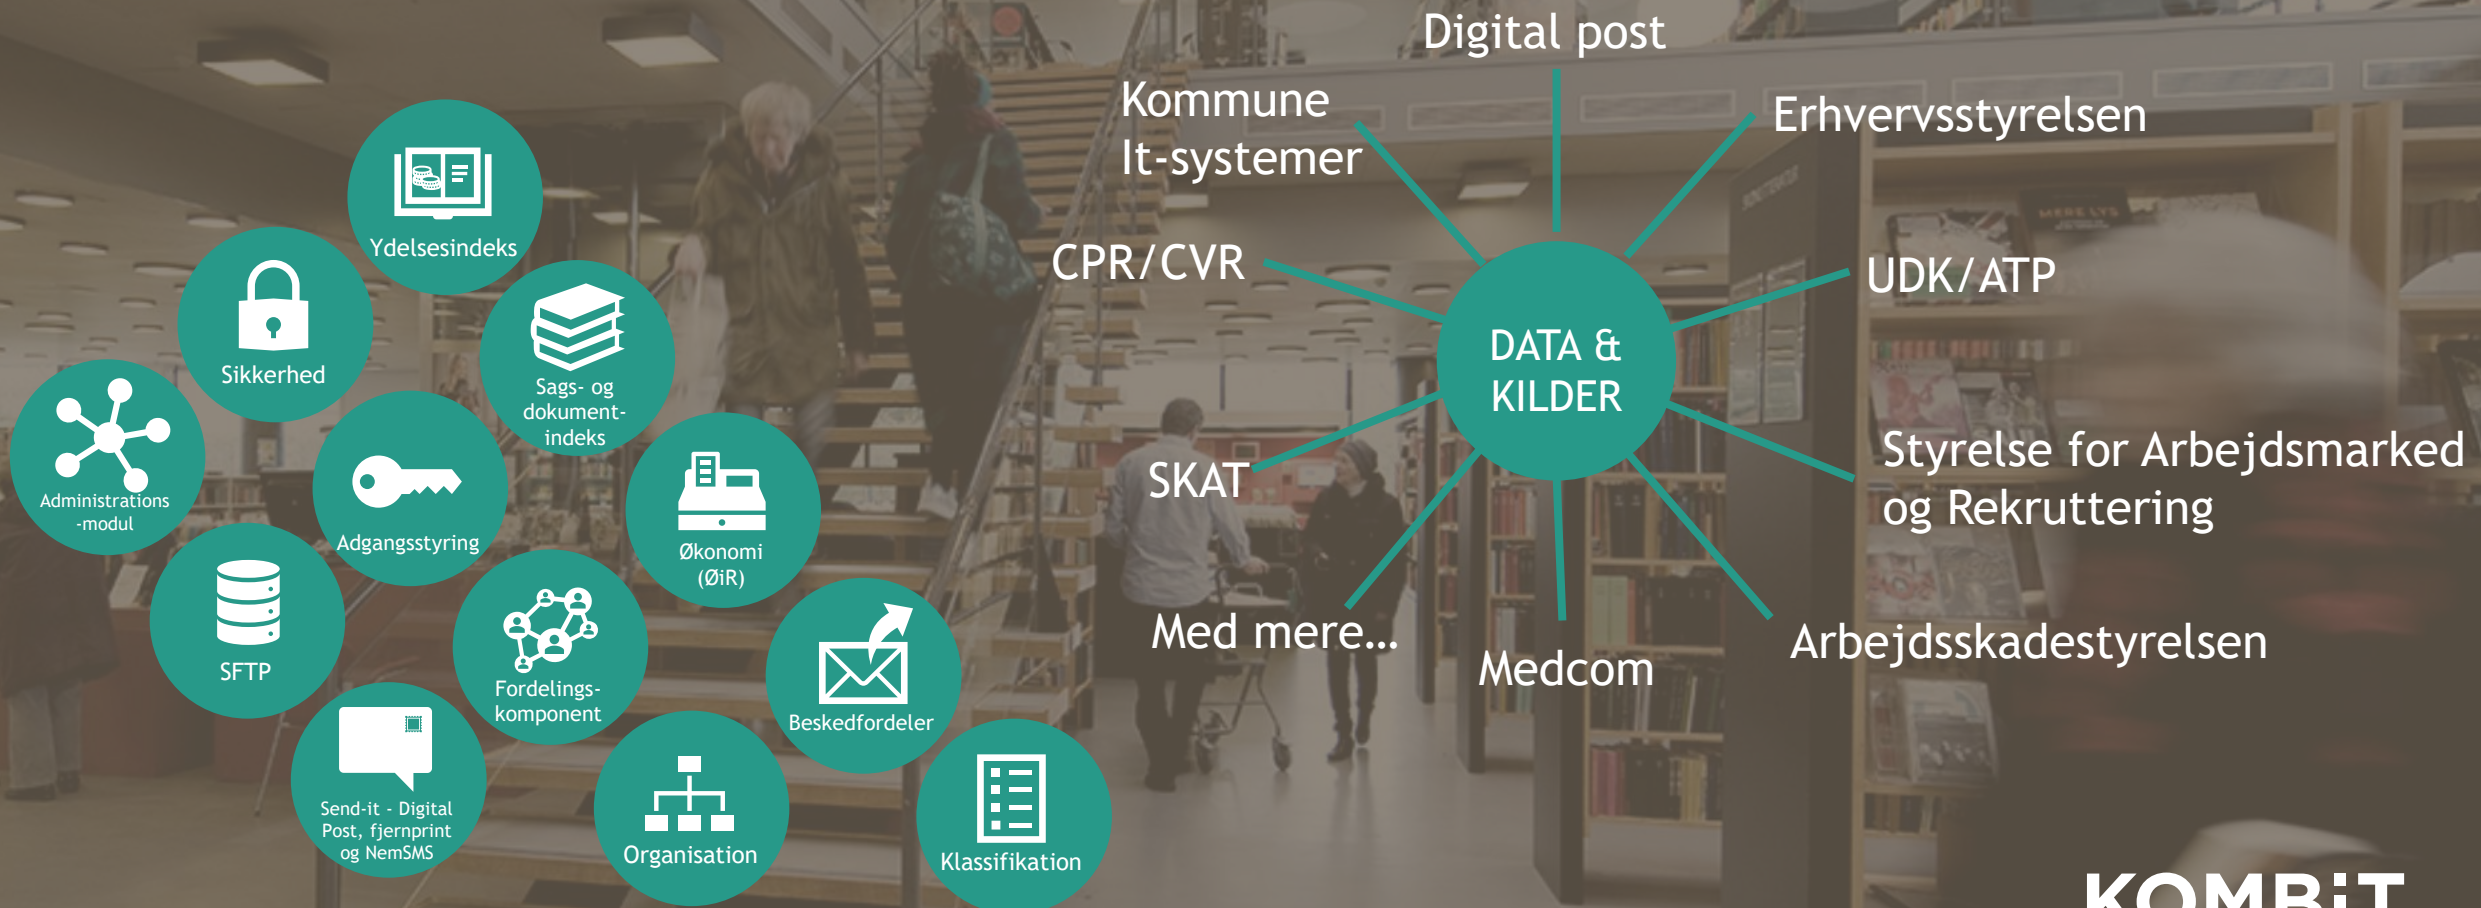 Ydelsesindeks
Sikkerhed
Sags- og
dokument-
indeks
Administrations
-modul
Adgangsstyring
Økonomi
(ØiR)
SFTP
Fordelings-
komponent
Beskedfordeler
Send-it - Digital
Post, fjernprint
og NemSMS
Organisation
Klassifikation
Digital post
Kommune
It-systemer
Erhvervsstyrelsen
CPR/CVR
UDK/ATP
DATA &
KILDER
SKAT
Styrelse for Arbejdsmarked
og Rekruttering
Med mere...
Medcom
Arbejdsskadestyrelsen
MERE LYS
KOMBiT